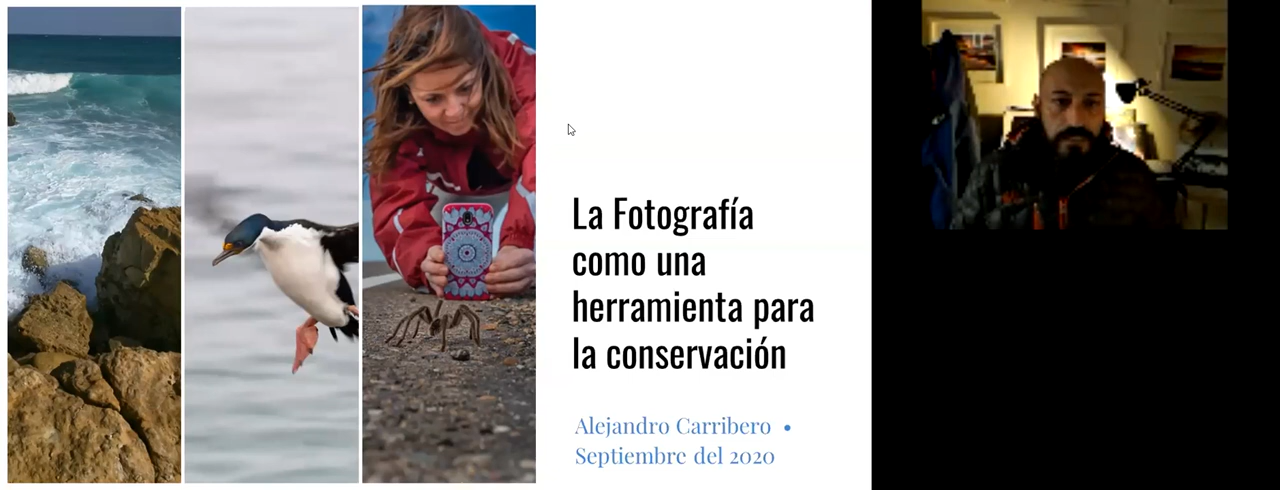 La Fotografía
como una
herramienta para
la conservación
Alejandro Carribero •
Septiembre del 2020